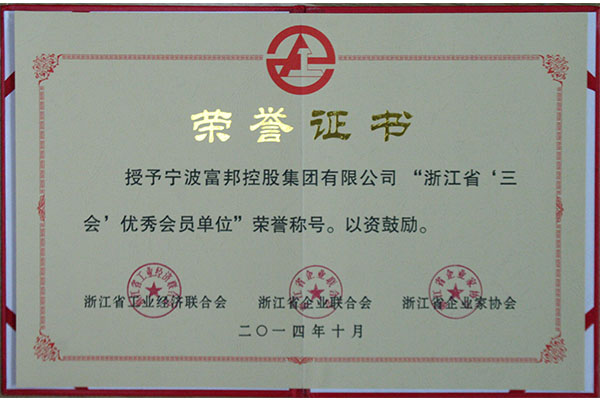 荣誉证书
授予宁波富邦控股集团有限公司“浙江省‘三
会’优秀会员单位”荣誉称号。以资鼓励。
浙江省工业经济联合会 浙江省企业联合会 浙江省企业家协会
二〇一四年十月